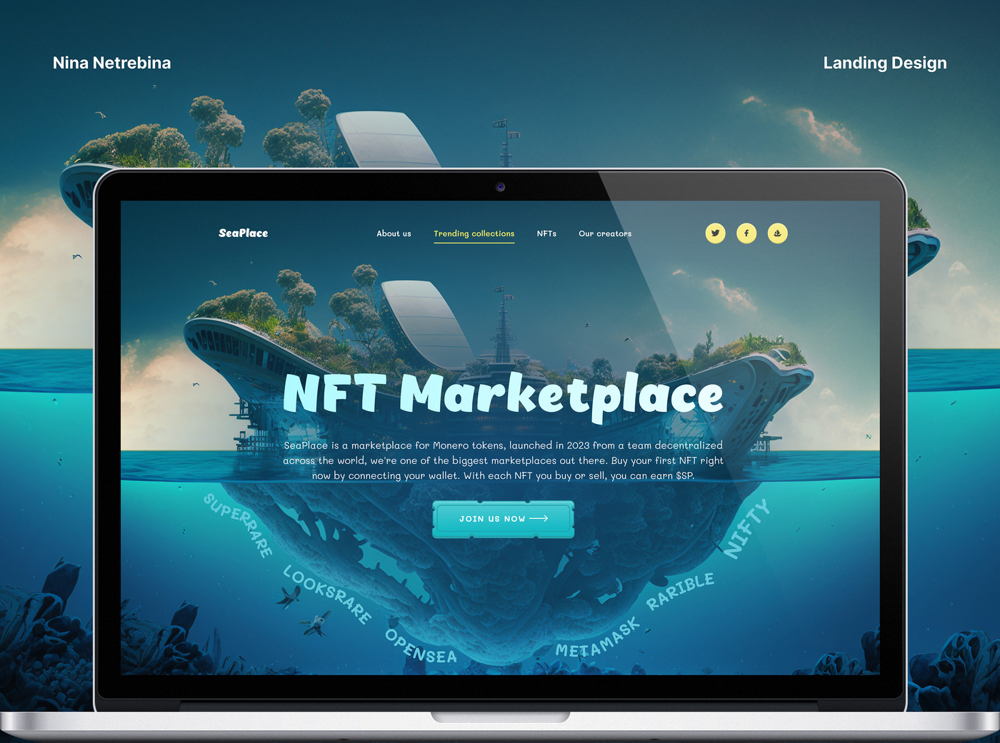 Nina Netrebina
Landing Design
SeaPlace
About us
Trending collections
NFTs
Our creators
NFT Marketplace
SeaPlace is a marketplace for Monero tokens, launched in 2023 from a team decentralized
across the world, we're one of the biggest marketplaces out there. Buy your first NFT right
now by connecting your wallet. With each NFT you buy or sell, you can earn $SP.
JOIN US NOW
SUPERRARE
LOOKSRARE
OPENSEA
METAMASK
RARIBLE
NIFTY